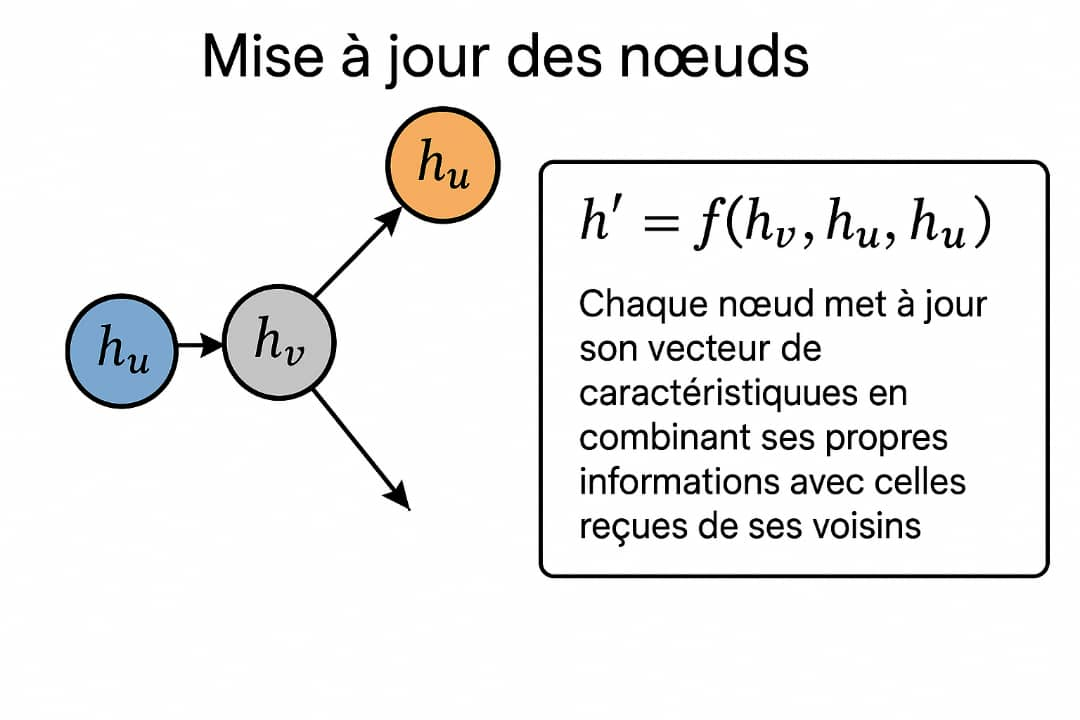 Mise à jour des nœuds
h_u
h_u
h_v
h′ = f(h_v, h_u, h_u)
Chaque nœud met à jour
son vecteur de
caractéristiquues en
combinant ses propres
informations avec celles
reçues de ses voisins